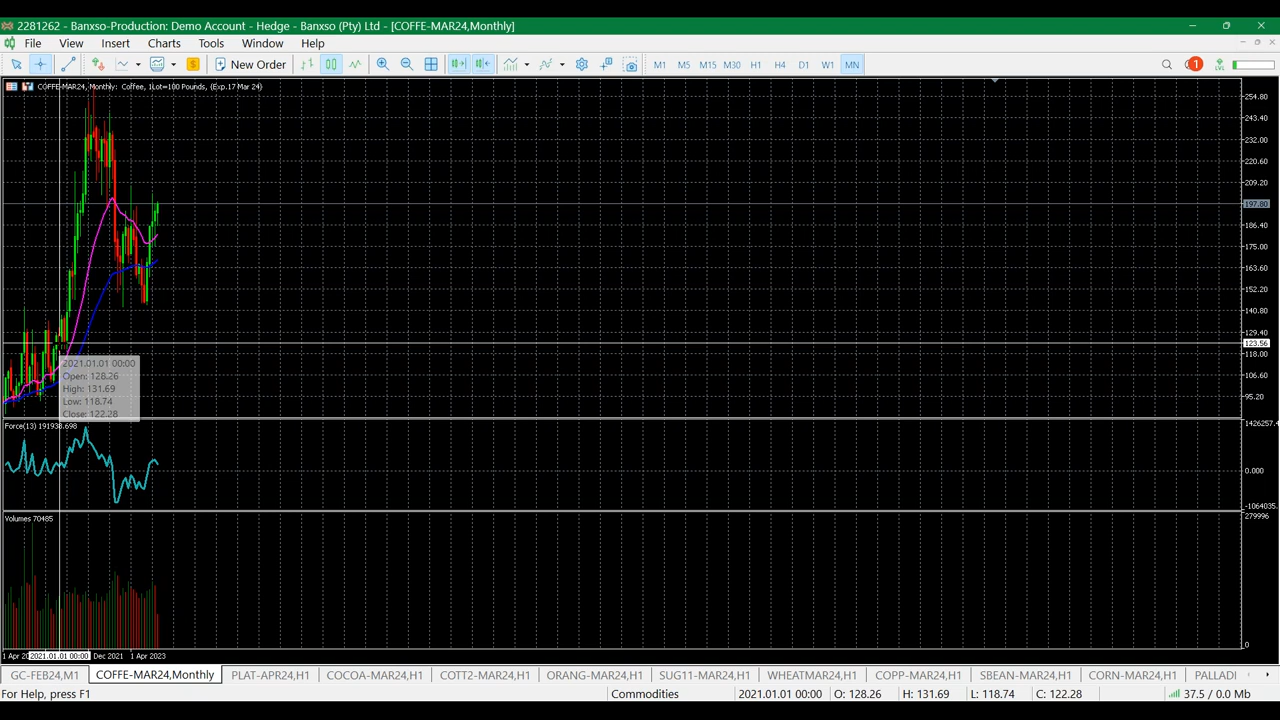 2281262 - Banxso-Production: Demo Account - Hedge - Banxso (Pty) Ltd - [COFFE-MAR24,Monthly]
File View Insert Charts Tools Window Help
New Order M1 M5 M15 M30 H1 H4 D1 W1 MN 1 LVL
COFFE-MAR24, Monthly: Coffee, 1Lot=100 Pounds, (Exp.17 Mar 24)
254.80
243.40
232.00
220.60
209.20
197.80
186.40
175.00
163.60
152.20
140.80
129.40
123.56
118.00
106.60
95.20
2021.01.01 00:00
Open: 128.26
High: 131.69
Low: 118.74
Close: 122.28
Force(13) 191938.698
1426257.4
0.000
-1064035.
Volumes 70485
279996
0
1 Apr 20 2021.01.01 00:00 Dec 2021 1 Apr 2023
GC-FEB24,M1 COFFE-MAR24,Monthly PLAT-APR24,H1 COCOA-MAR24,H1 COTT2-MAR24,H1 ORANG-MAR24,H1 SUG11-MAR24,H1 WHEATMAR24,H1 COPP-MAR24,H1 SBEAN-MAR24,H1 CORN-MAR24,H1 PALLADI
For Help, press F1 Commodities 2021.01.01 00:00 O: 128.26 H: 131.69 L: 118.74 C: 122.28 37.5 / 0.0 Mb